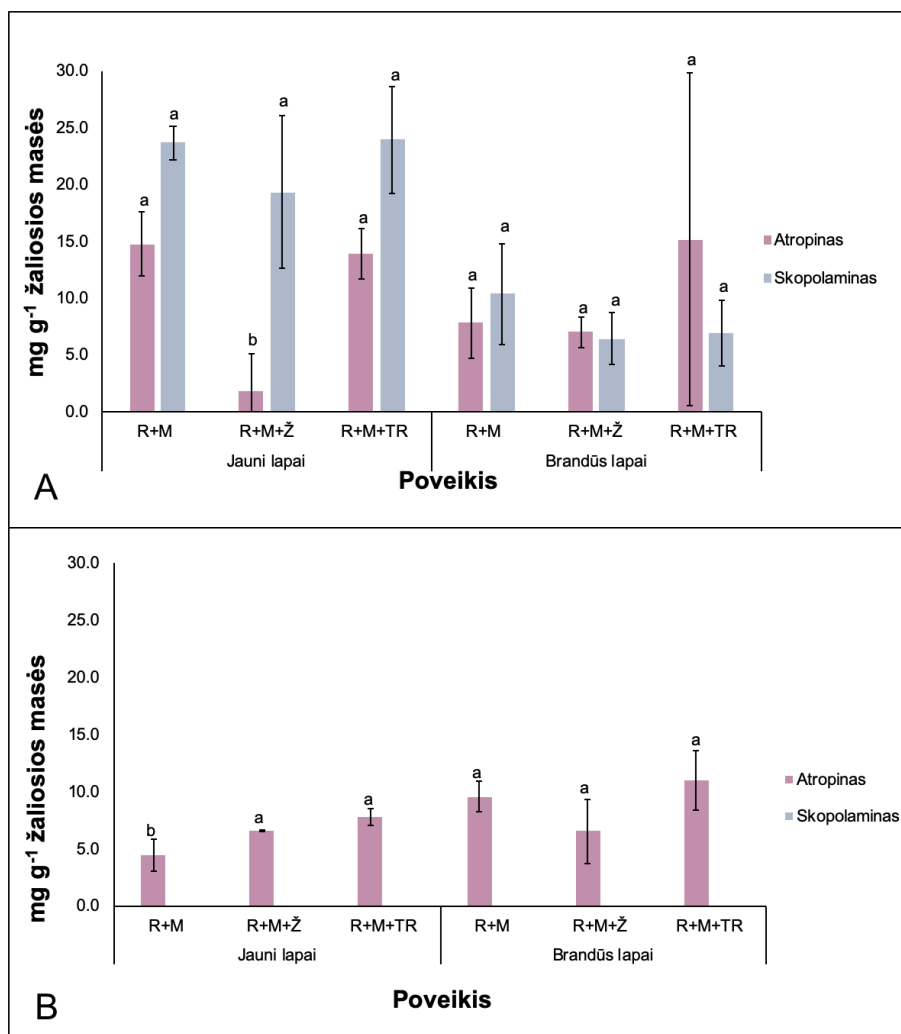 mg g⁻¹ žaliosios masės
30.0
25.0
20.0
15.0
10.0
5.0
0.0
a
a
b
a
a
a
a
a
a
a
a
a
R+M
R+M+Ž
R+M+TR
R+M
R+M+Ž
R+M+TR
Jauni lapai
Brandūs lapai
Poveikis
Atropinas
Skopolaminas
A
mg g⁻¹ žaliosios masės
30.0
25.0
20.0
15.0
10.0
5.0
0.0
b
a
a
a
a
a
R+M
R+M+Ž
R+M+TR
R+M
R+M+Ž
R+M+TR
Jauni lapai
Brandūs lapai
Poveikis
Atropinas
Skopolaminas
B